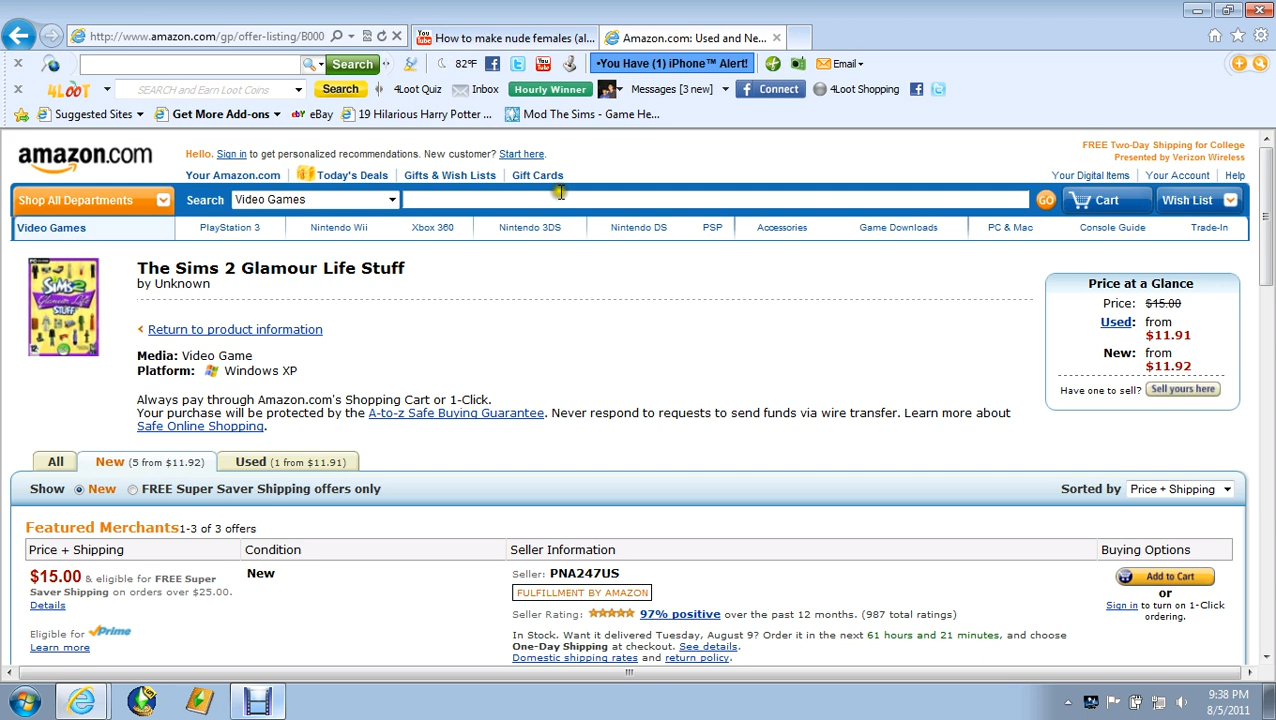 http://www.amazon.com/gp/offer-listing/B000
How to make nude females (al...
Amazon.com: Used and Ne...
Search
82°F
•You Have (1) iPhone™ Alert!
Email
4LOOT
SEARCH and Earn Loot Coins
Search
4Loot Quiz
Inbox
Hourly Winner
Messages [3 new]
Connect
4Loot Shopping
Suggested Sites
Get More Add-ons
eBay
19 Hilarious Harry Potter ...
Mod The Sims - Game He...
amazon.com
Hello. Sign in to get personalized recommendations. New customer? Start here.
FREE Two-Day Shipping for College
Presented by Verizon Wireless
Your Amazon.com
Today's Deals
Gifts & Wish Lists
Gift Cards
Your Digital Items
Your Account
Help
Shop All Departments
Search
Video Games
GO
Cart
Wish List
Video Games
PlayStation 3
Nintendo Wii
Xbox 360
Nintendo 3DS
Nintendo DS
PSP
Accessories
Game Downloads
PC & Mac
Console Guide
Trade-In
The Sims 2 Glamour Life Stuff
by Unknown
Price at a Glance
Price: $15.00
Used: from
$11.91
New: from
$11.92
Have one to sell? Sell yours here
Return to product information
Media: Video Game
Platform: Windows XP
Always pay through Amazon.com's Shopping Cart or 1-Click.
Your purchase will be protected by the A-to-z Safe Buying Guarantee. Never respond to requests to send funds via wire transfer. Learn more about
Safe Online Shopping.
All
New (5 from $11.92)
Used (1 from $11.91)
Show New FREE Super Saver Shipping offers only
Sorted by Price + Shipping
Featured Merchants 1-3 of 3 offers
Price + Shipping
Condition
Seller Information
Buying Options
$15.00 & eligible for FREE Super
Saver Shipping on orders over $25.00.
Details
Eligible for Prime
Learn more
New
Seller: PNA247US
FULFILLMENT BY AMAZON
Seller Rating: 97% positive over the past 12 months. (987 total ratings)
In Stock. Want it delivered Tuesday, August 9? Order it in the next 61 hours and 21 minutes, and choose
One-Day Shipping at checkout. See details.
Domestic shipping rates and return policy.
Add to Cart
or
Sign in to turn on 1-Click
ordering.
9:38 PM
8/5/2011